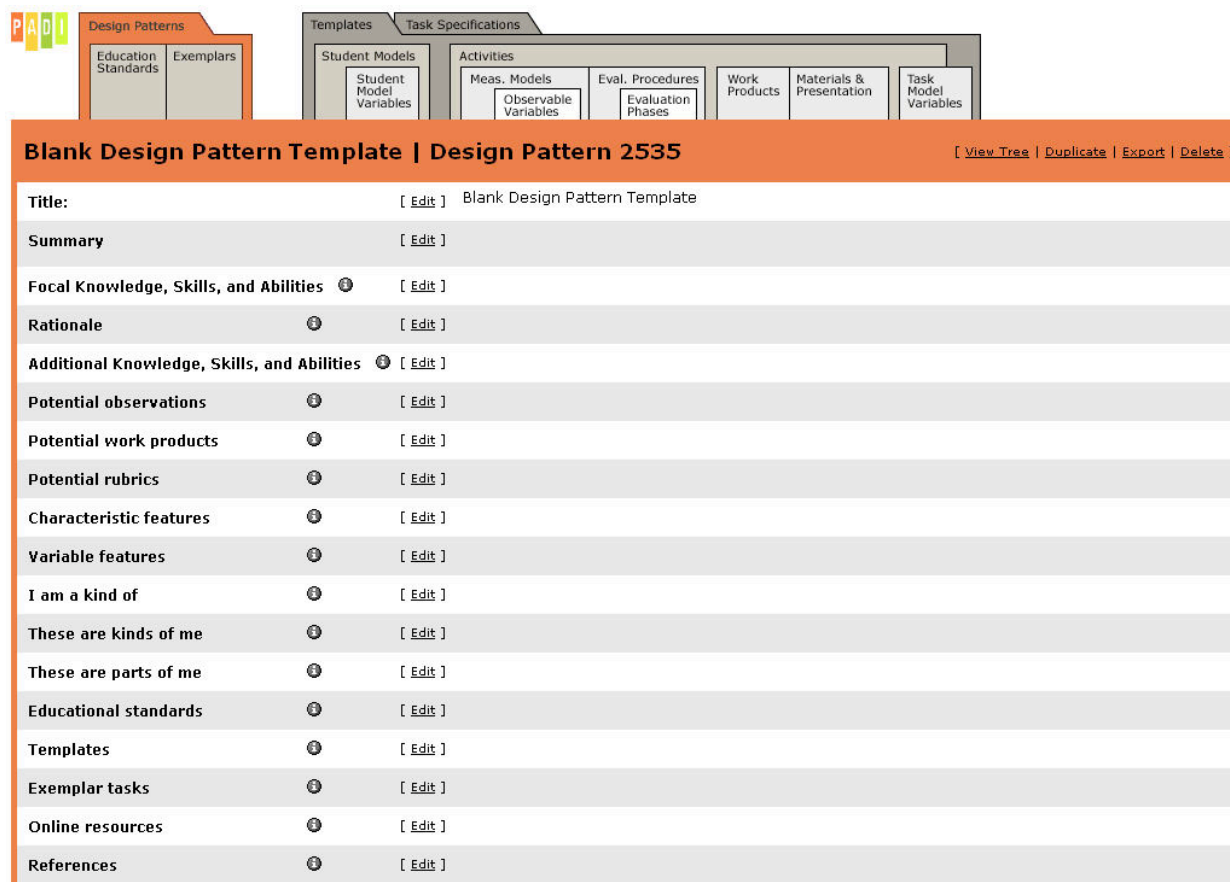 PADI
Design Patterns
Education
Standards
Exemplars
Templates
Task Specifications
Student Models
Student
Model
Variables
Activities
Meas. Models
Observable
Variables
Eval. Procedures
Evaluation
Phases
Work
Products
Materials &
Presentation
Task
Model
Variables
Blank Design Pattern Template | Design Pattern 2535
[ View Tree | Duplicate | Export | Delete
Title: [ Edit ] Blank Design Pattern Template
Summary [ Edit ]
Focal Knowledge, Skills, and Abilities i [ Edit ]
Rationale i [ Edit ]
Additional Knowledge, Skills, and Abilities i [ Edit ]
Potential observations i [ Edit ]
Potential work products i [ Edit ]
Potential rubrics i [ Edit ]
Characteristic features i [ Edit ]
Variable features i [ Edit ]
I am a kind of i [ Edit ]
These are kinds of me i [ Edit ]
These are parts of me i [ Edit ]
Educational standards i [ Edit ]
Templates i [ Edit ]
Exemplar tasks i [ Edit ]
Online resources i [ Edit ]
References i [ Edit ]